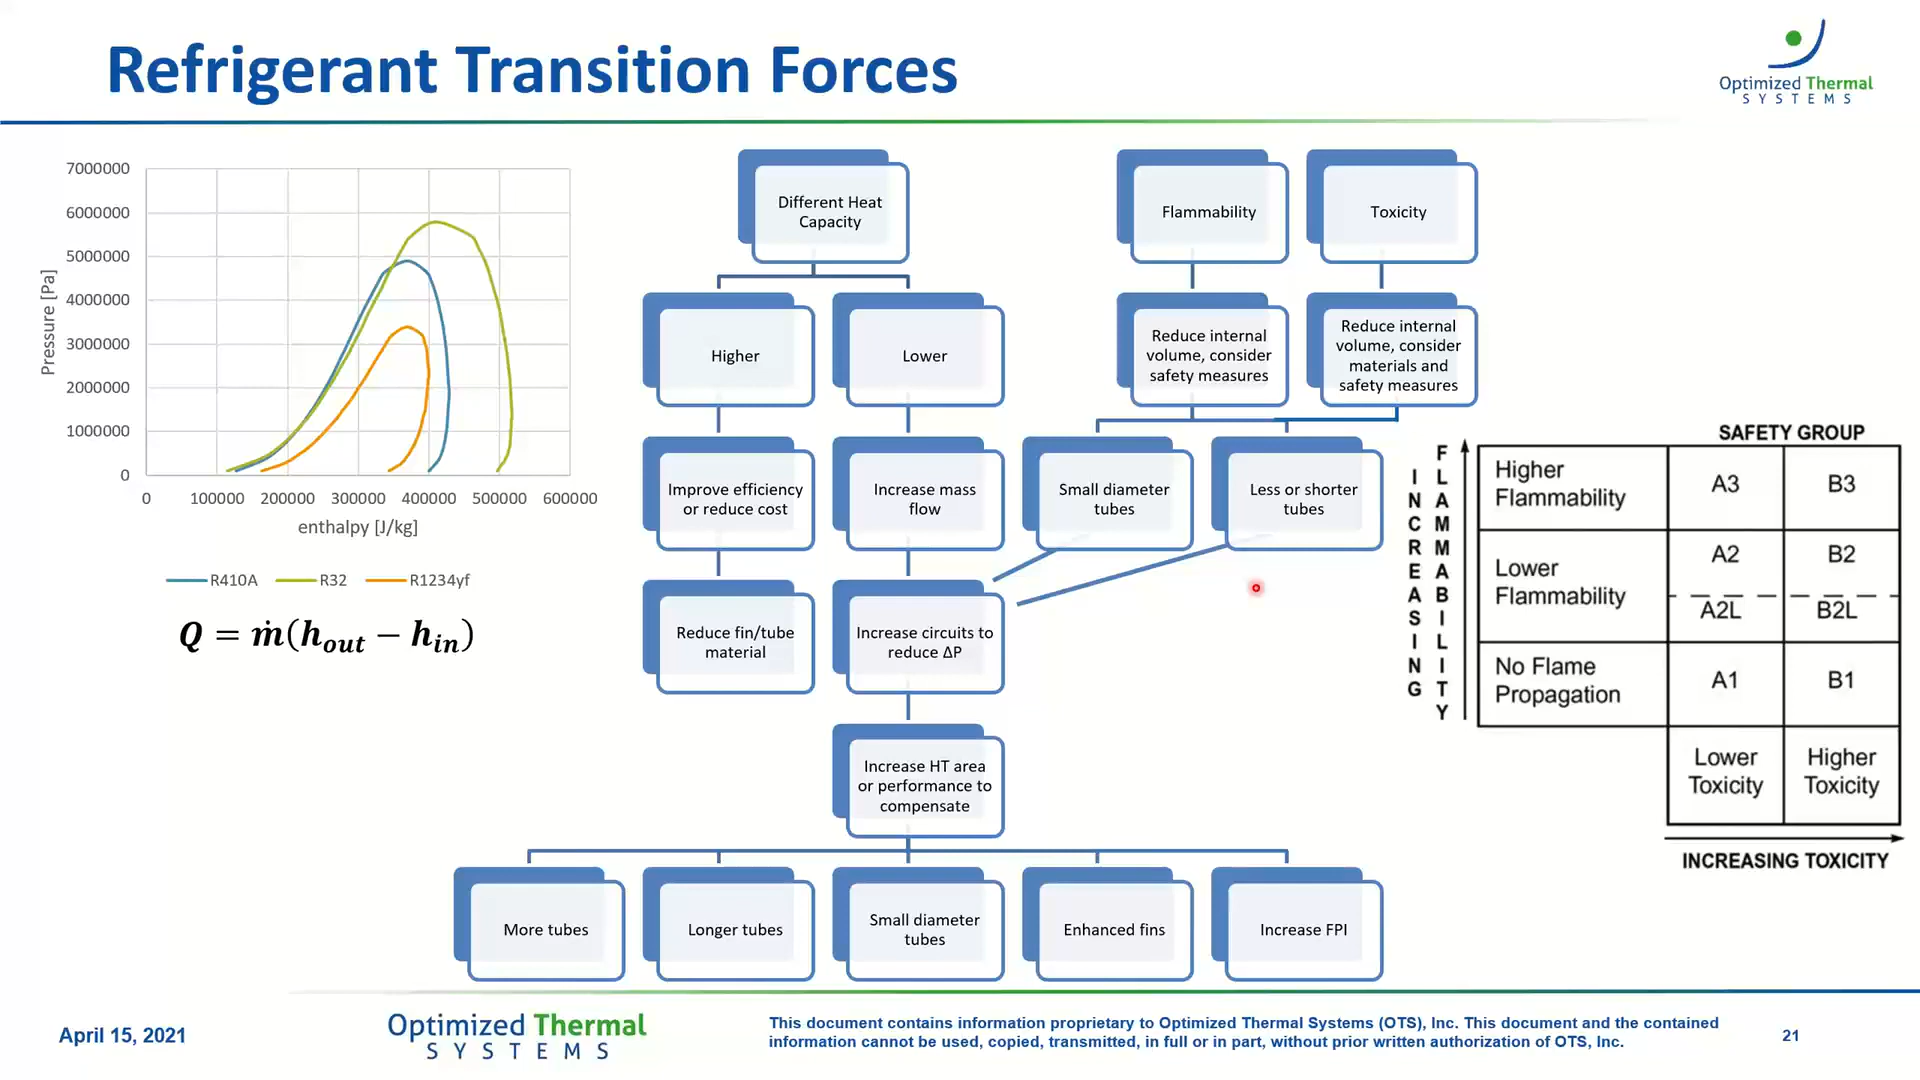 Refrigerant Transition Forces
Optimized Thermal
SYSTEMS
7000000
6000000
5000000
4000000
3000000
2000000
1000000
0
Pressure [Pa]
0 100000 200000 300000 400000 500000 600000
enthalpy [J/kg]
R410A R32 R1234yf
Q = ṁ(h_out − h_in)
Different Heat
Capacity
Flammability
Toxicity
Higher
Lower
Reduce internal
volume, consider
safety measures
Reduce internal
volume, consider
materials and
safety measures
Improve efficiency
or reduce cost
Increase mass
flow
Small diameter
tubes
Less or shorter
tubes
Reduce fin/tube
material
Increase circuits to
reduce ΔP
Increase HT area
or performance to
compensate
More tubes
Longer tubes
Small diameter
tubes
Enhanced fins
Increase FPI
SAFETY GROUP
INCREASING
FLAMMABILITY
Higher
Flammability
A3 B3
Lower
Flammability
A2 B2
A2L B2L
No Flame
Propagation
A1 B1
Lower
Toxicity
Higher
Toxicity
INCREASING TOXICITY
April 15, 2021
Optimized Thermal
SYSTEMS
This document contains information proprietary to Optimized Thermal Systems (OTS), Inc. This document and the contained
information cannot be used, copied, transmitted, in full or in part, without prior written authorization of OTS, Inc.
21